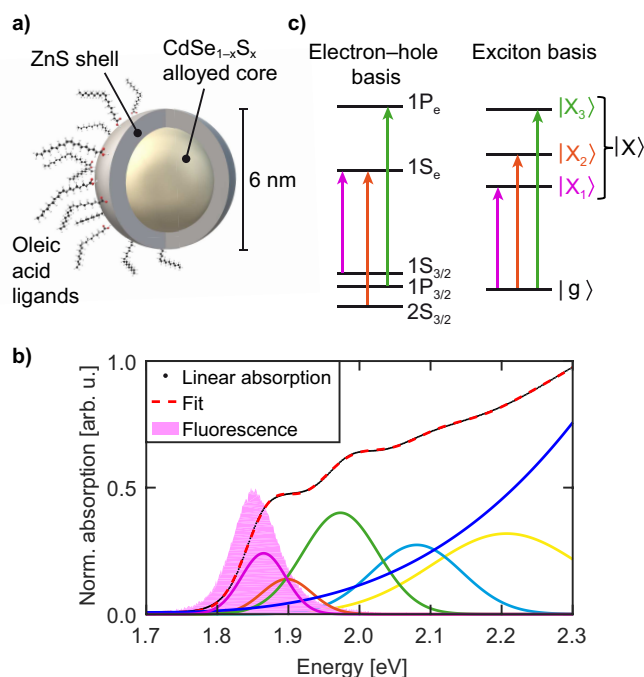 a)
ZnS shell
CdSe1–xSx
alloyed core
6 nm
Oleic
acid
ligands
c)
Electron–hole
basis
1Pe
1Se
1S3/2
1P3/2
2S3/2
Exciton basis
|X3⟩
|X2⟩
|X1⟩
|X⟩
|g⟩
b)
Norm. absorption [arb. u.]
1.0
0.5
0.0
Linear absorption
Fit
Fluorescence
1.7 1.8 1.9 2.0 2.1 2.2 2.3
Energy [eV]